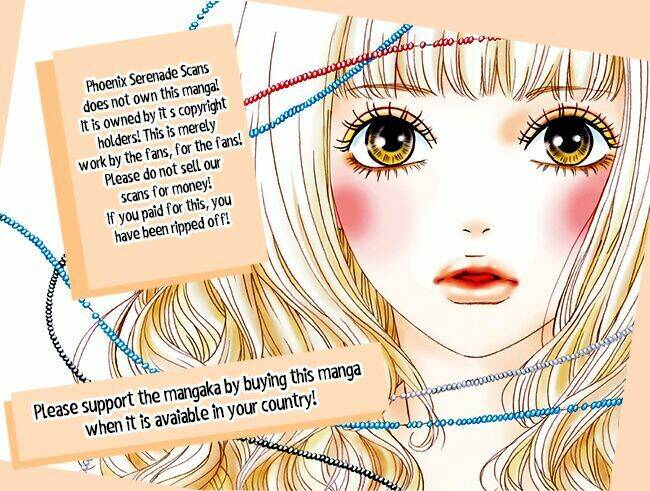 Phoenix Serenade Scans
does not own this manga!
It is owned by it s copyright
holders! This is merely
work by the fans, for the fans!
Please do not sell our
scans for money!
If you paid for this, you
have been ripped off!
Please support the mangaka by buying this manga
when it is avaiable in your country!